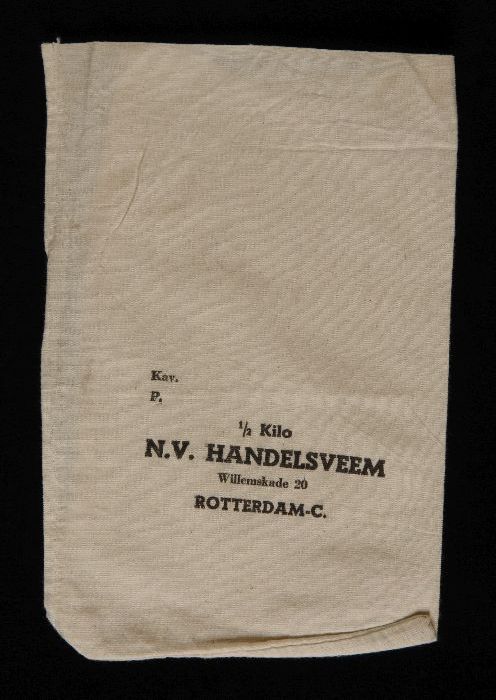 Kav.
P.
½ Kilo
N.V. HANDELSVEEM
Willemskade 20
ROTTERDAM-C.